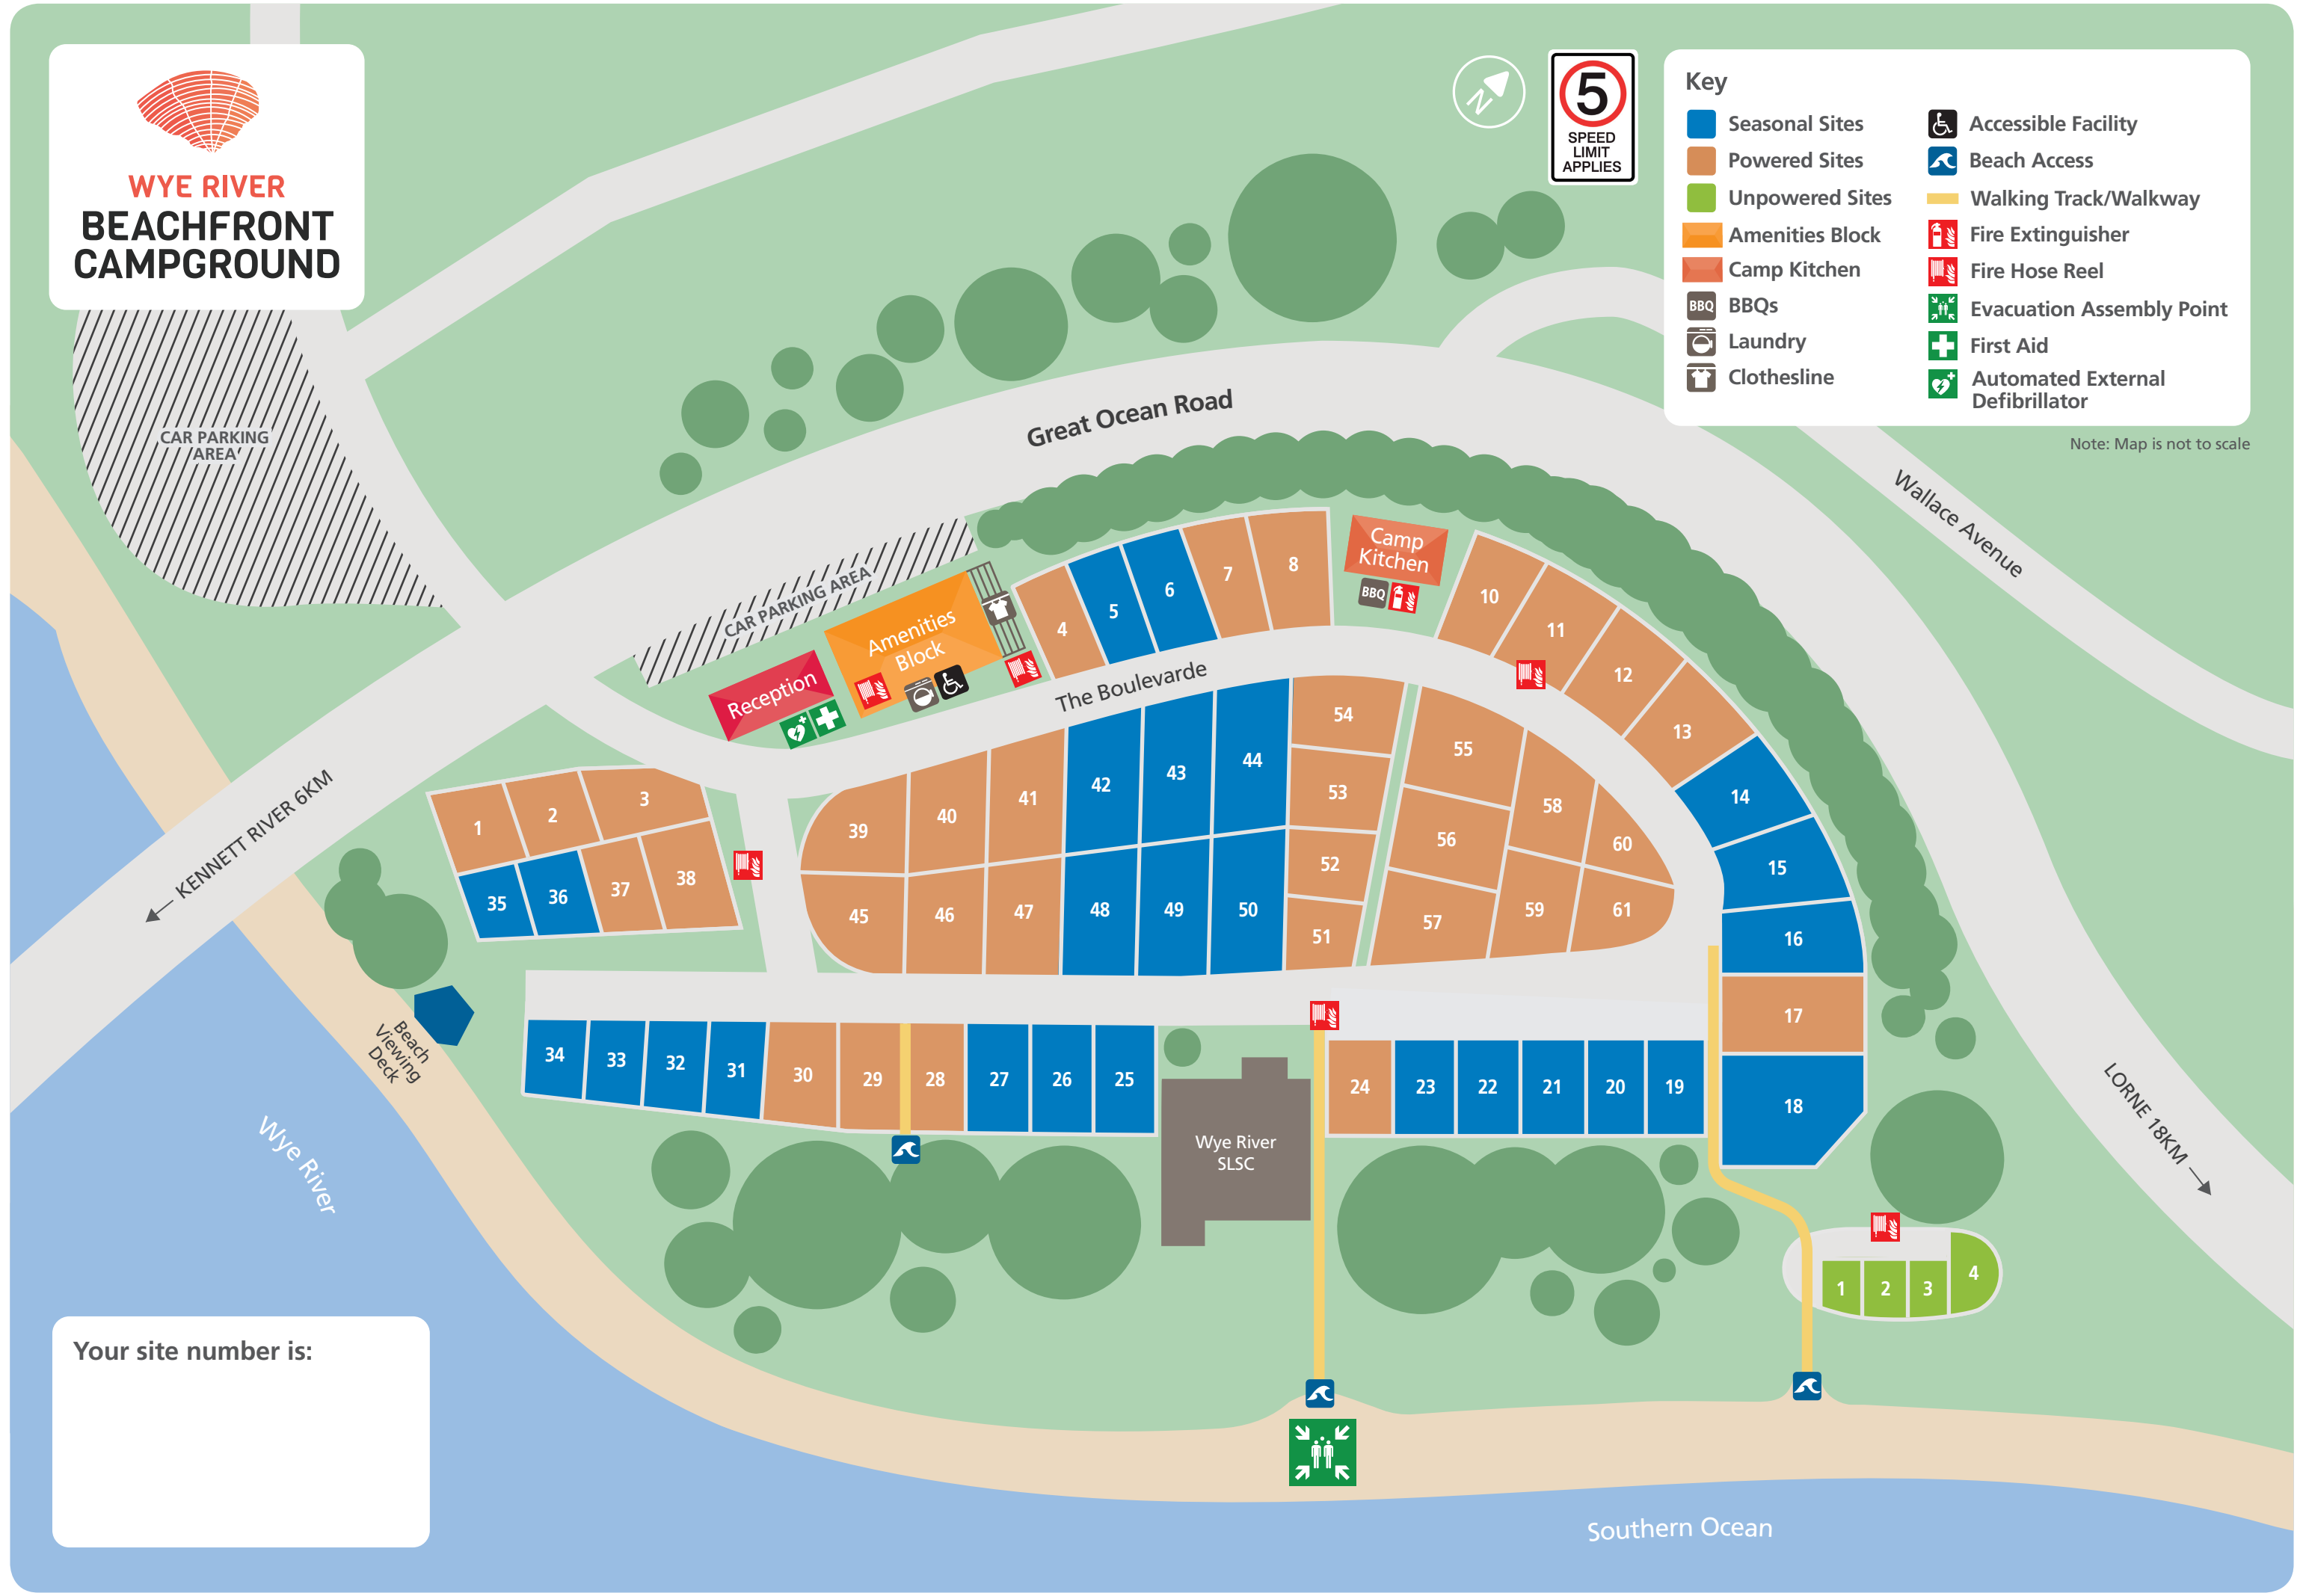 WYE RIVER
BEACHFRONT
CAMPGROUND
N
5
SPEED
LIMIT
APPLIES
Key
Seasonal Sites
Powered Sites
Unpowered Sites
Amenities Block
Camp Kitchen
BBQ BBQs
Laundry
Clothesline
Accessible Facility
Beach Access
Walking Track/Walkway
Fire Extinguisher
Fire Hose Reel
Evacuation Assembly Point
First Aid
Automated External
Defibrillator
Note: Map is not to scale
CAR PARKING
AREA
Great Ocean Road
Wallace Avenue
CAR PARKING AREA
Amenities
Block
Reception
Camp
Kitchen
BBQ
The Boulevarde
4
5
6
7
8
10
11
12
13
14
15
16
17
18
1
2
3
35
36
37
38
39
40
41
42
43
44
45
46
47
48
49
50
54
53
52
51
55
56
57
58
59
60
61
KENNETT RIVER 6KM
LORNE 18KM
Beach
Viewing
Deck
34
33
32
31
30
29
28
27
26
25
24
23
22
21
20
19
Wye River
SLSC
1
2
3
4
Wye River
Southern Ocean
Your site number is: